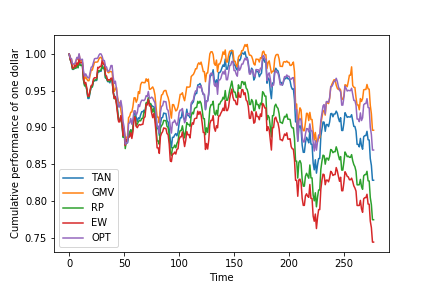 Cumulative perfromance of one dollar
1.00
0.95
0.90
0.85
0.80
0.75
TAN
GMV
RP
EW
OPT
0 50 100 150 200 250
Time